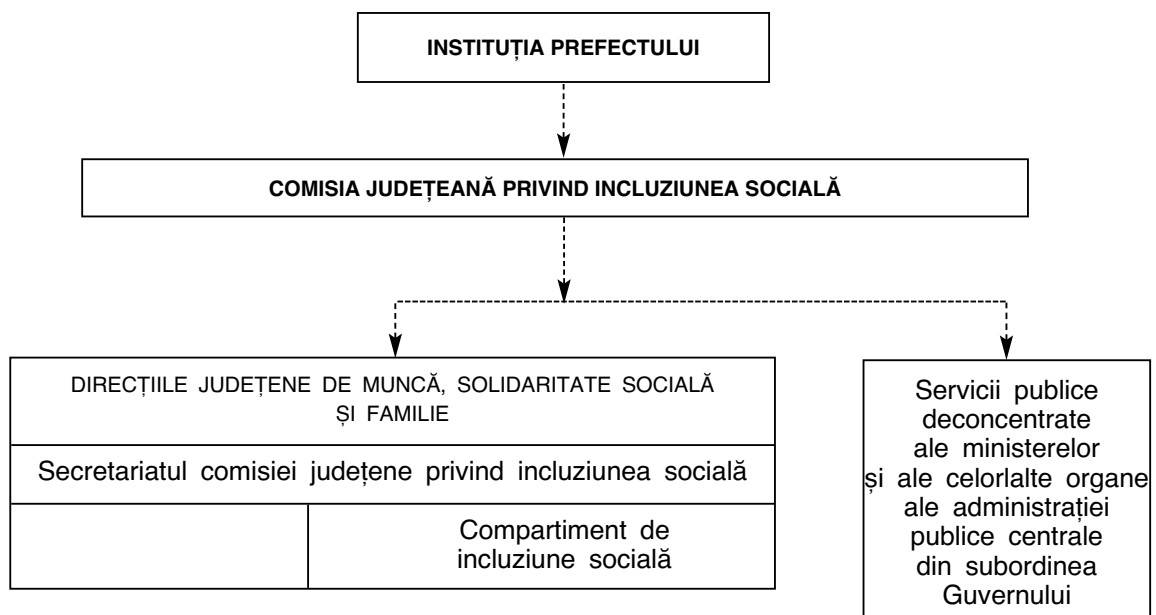 INSTITUȚIA PREFECTULUI
COMISIA JUDEȚEANĂ PRIVIND INCLUZIUNEA SOCIALĂ
DIRECȚIILE JUDEȚENE DE MUNCĂ, SOLIDARITATE SOCIALĂ
ȘI FAMILIE
Secretariatul comisiei județene privind incluziunea socială
Compartiment de
incluziune socială
Servicii publice
deconcentrate
ale ministerelor
și ale celorlalte organe
ale administrației
publice centrale
din subordinea
Guvernului